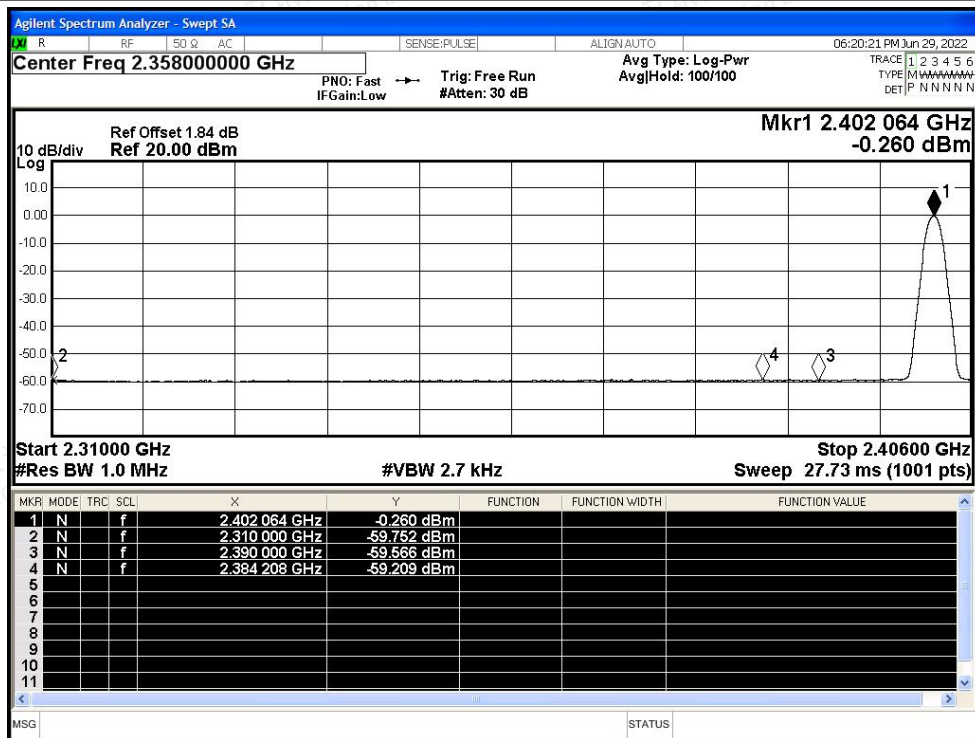 Agilent Spectrum Analyzer - Swept SA
LXI R RF 50 Ω AC SENSE:PULSE ALIGN AUTO 06:20:21 PM Jun 29, 2022
Center Freq 2.358000000 GHz
PNO: Fast
IFGain:Low
Trig: Free Run
#Atten: 30 dB
Avg Type: Log-Pwr
Avg|Hold: 100/100
TRACE 1 2 3 4 5 6
TYPE M WWWWW
DET P N N N N N
Ref Offset 1.84 dB
10 dB/div Ref 20.00 dBm
Log
Mkr1 2.402 064 GHz
-0.260 dBm
10.0
0.00
-10.0
-20.0
-30.0
-40.0
-50.0
-60.0
-70.0
1
2
4
3
Start 2.31000 GHz Stop 2.40600 GHz
#Res BW 1.0 MHz #VBW 2.7 kHz Sweep 27.73 ms (1001 pts)
MKR MODE TRC SCL X Y FUNCTION FUNCTION WIDTH FUNCTION VALUE
1 N f 2.402 064 GHz -0.260 dBm
2 N f 2.310 000 GHz -59.752 dBm
3 N f 2.390 000 GHz -59.566 dBm
4 N f 2.384 208 GHz -59.209 dBm
5
6
7
8
9
10
11
MSG STATUS